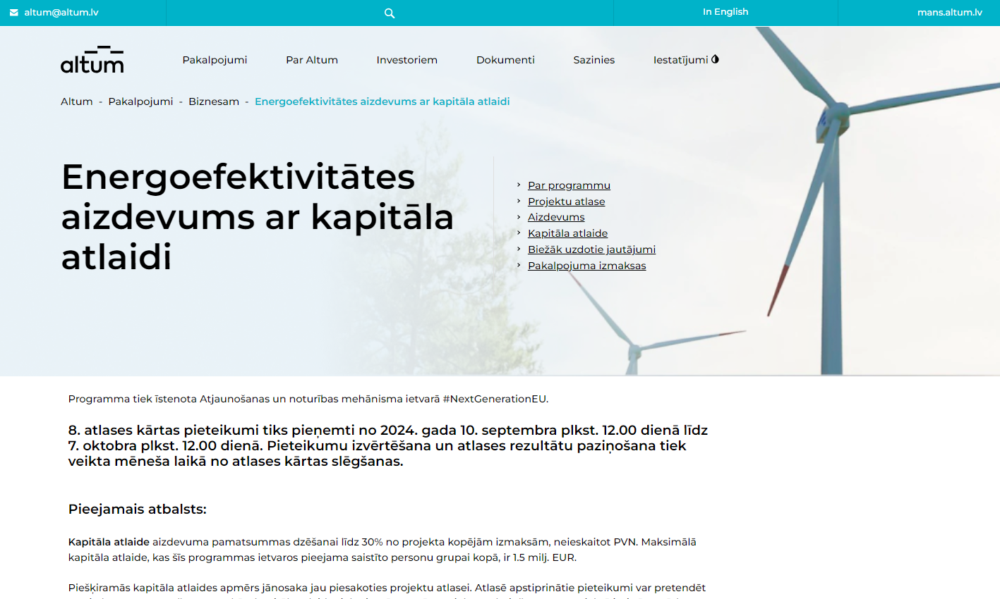 altum@altum.lv
In English
mans.altum.lv
altum
Pakalpojumi
Par Altum
Investoriem
Dokumenti
Sazinies
Iestatījumi
Altum - Pakalpojumi - Biznesam - Energoefektivitātes aizdevums ar kapitāla atlaidi
Energoefektivitātes
aizdevums ar kapitāla
atlaidi
Par programmu
Projektu atlase
Aizdevums
Kapitāla atlaide
Biežāk uzdotie jautājumi
Pakalpojuma izmaksas
Programma tiek īstenota Atjaunošanas un noturības mehānisma ietvarā #NextGenerationEU.
8. atlases kārtas pieteikumi tiks pieņemti no 2024. gada 10. septembra plkst. 12.00 dienā līdz
7. oktobra plkst. 12.00 dienā. Pieteikumu izvērtēšana un atlases rezultātu paziņošana tiek
veikta mēneša laikā no atlases kārtas slēgšanas.
Pieejamais atbalsts:
Kapitāla atlaide aizdevuma pamatsummas dzēšanai līdz 30% no projekta kopējām izmaksām, neieskaitot PVN. Maksimālā
kapitāla atlaide, kas šīs programmas ietvaros pieejama saistīto personu grupai kopā, ir 1.5 milj. EUR.
Piešķiramās kapitāla atlaides apmērs jānosaka jau piesakoties projektu atlasei. Atlasē apstiprinātie pieteikumi var pretendēt